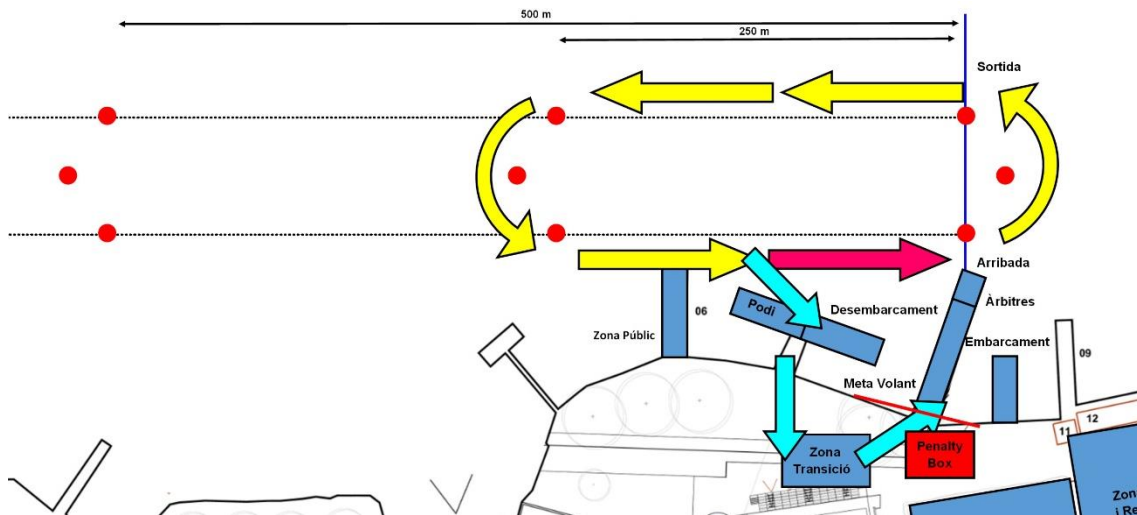 500 m
250 m
Sortida
Arribada
Àrbitres
Podi
Desembarcament
06
Zona Públic
Embarcament
09
Meta Volant
12
11
Zona
Transició
Penalty
Box
Zon
i Re